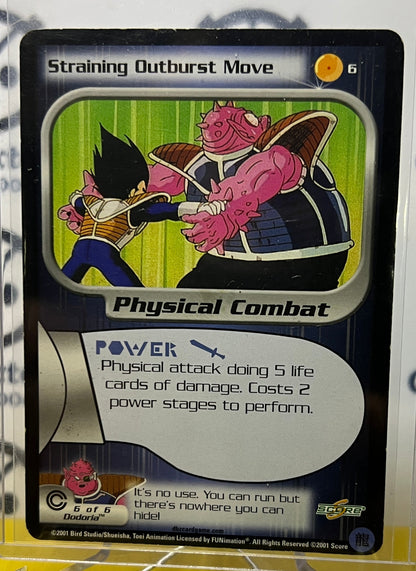 Straining Outburst Move 6
Physical Combat
POWER
Physical attack doing 5 life
cards of damage. Costs 2
power stages to perform.
C
6 of 6
Dodoria™
It's no use. You can run but
there's nowhere you can
hide!
SCORE
龍
dbzcardgame.com
©2001 Bird Studio/Shueisha, Toei Animation Licensed by FUNimation®. All Rights Reserved ©2001 Score